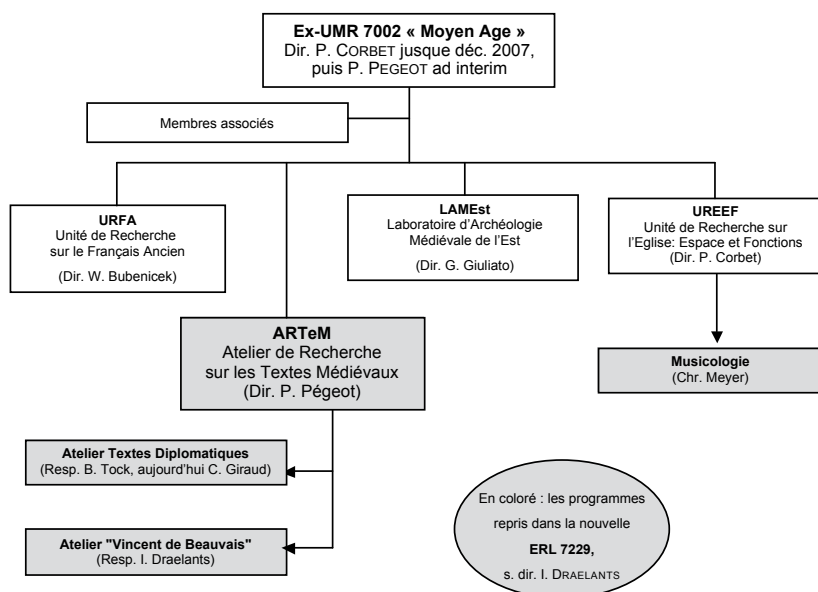 Ex-UMR 7002 « Moyen Age »
Dir. P. CORBET jusque déc. 2007,
puis P. PEGEOT ad interim
Membres associés
URFA
Unité de Recherche
sur le Français Ancien
(Dir. W. Bubenicek)
LAMEst
Laboratoire d'Archéologie
Médiévale de l'Est
(Dir. G. Giuliato)
UREEF
Unité de Recherche sur
l'Eglise: Espace et Fonctions
(Dir. P. Corbet)
ARTeM
Atelier de Recherche
sur les Textes Médiévaux
(Dir. P. Pégeot)
Musicologie
(Chr. Meyer)
Atelier Textes Diplomatiques
(Resp. B. Tock, aujourd'hui C. Giraud)
Atelier "Vincent de Beauvais"
(Resp. I. Draelants)
En coloré : les programmes
repris dans la nouvelle
ERL 7229,
s. dir. I. DRAELANTS